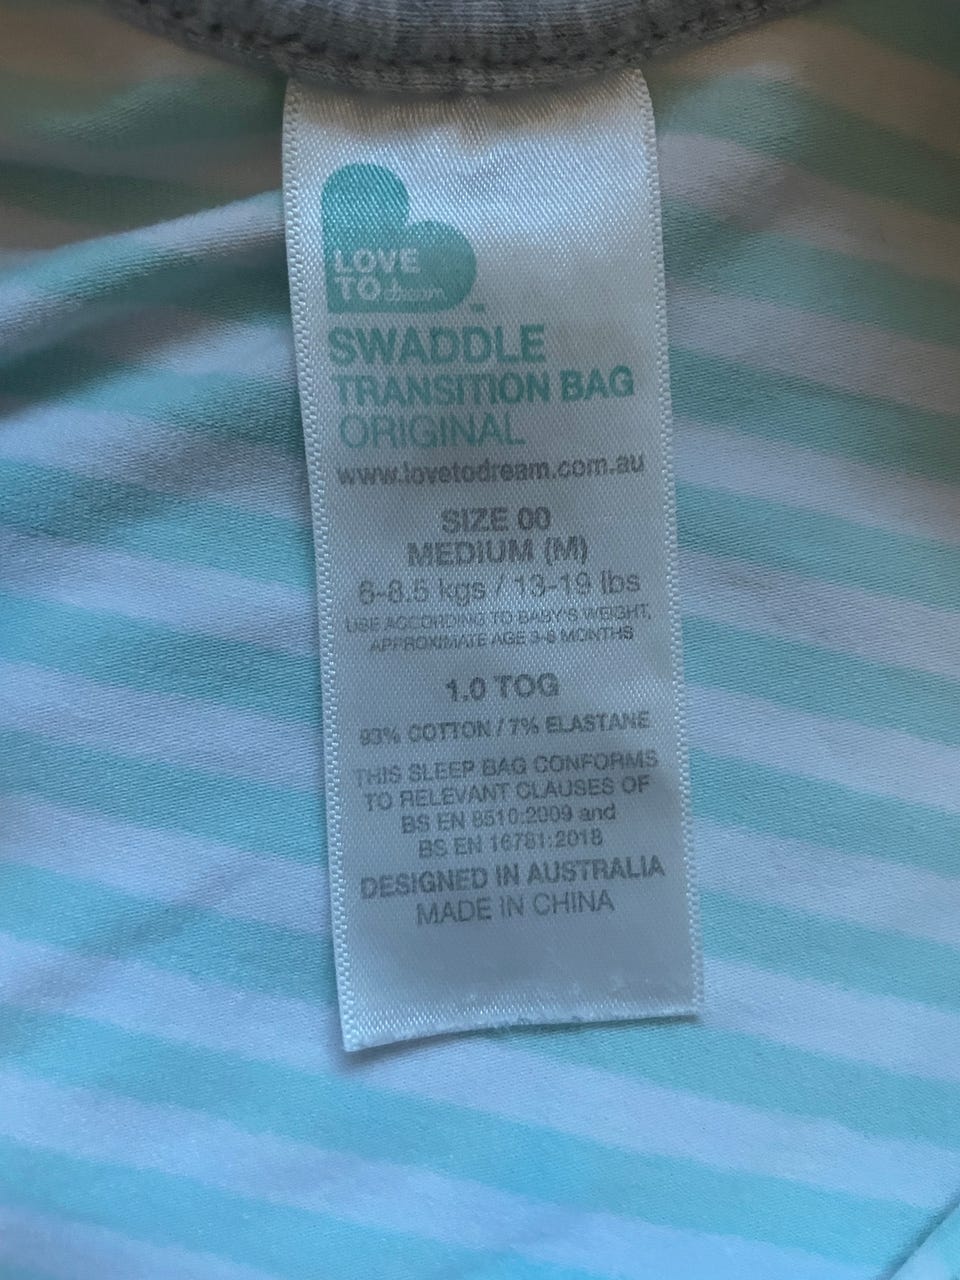 LOVE
TO dream
™
SWADDLE
TRANSITION BAG
ORIGINAL
www.lovetodream.com.au
SIZE 00
MEDIUM (M)
6-8.5 kgs / 13-19 lbs
USE ACCORDING TO BABY'S WEIGHT,
APPROXIMATE AGE 3-6 MONTHS
1.0 TOG
93% COTTON / 7% ELASTANE
THIS SLEEP BAG CONFORMS
TO RELEVANT CLAUSES OF
BS EN 8510:2009 and
BS EN 16781:2018
DESIGNED IN AUSTRALIA
MADE IN CHINA